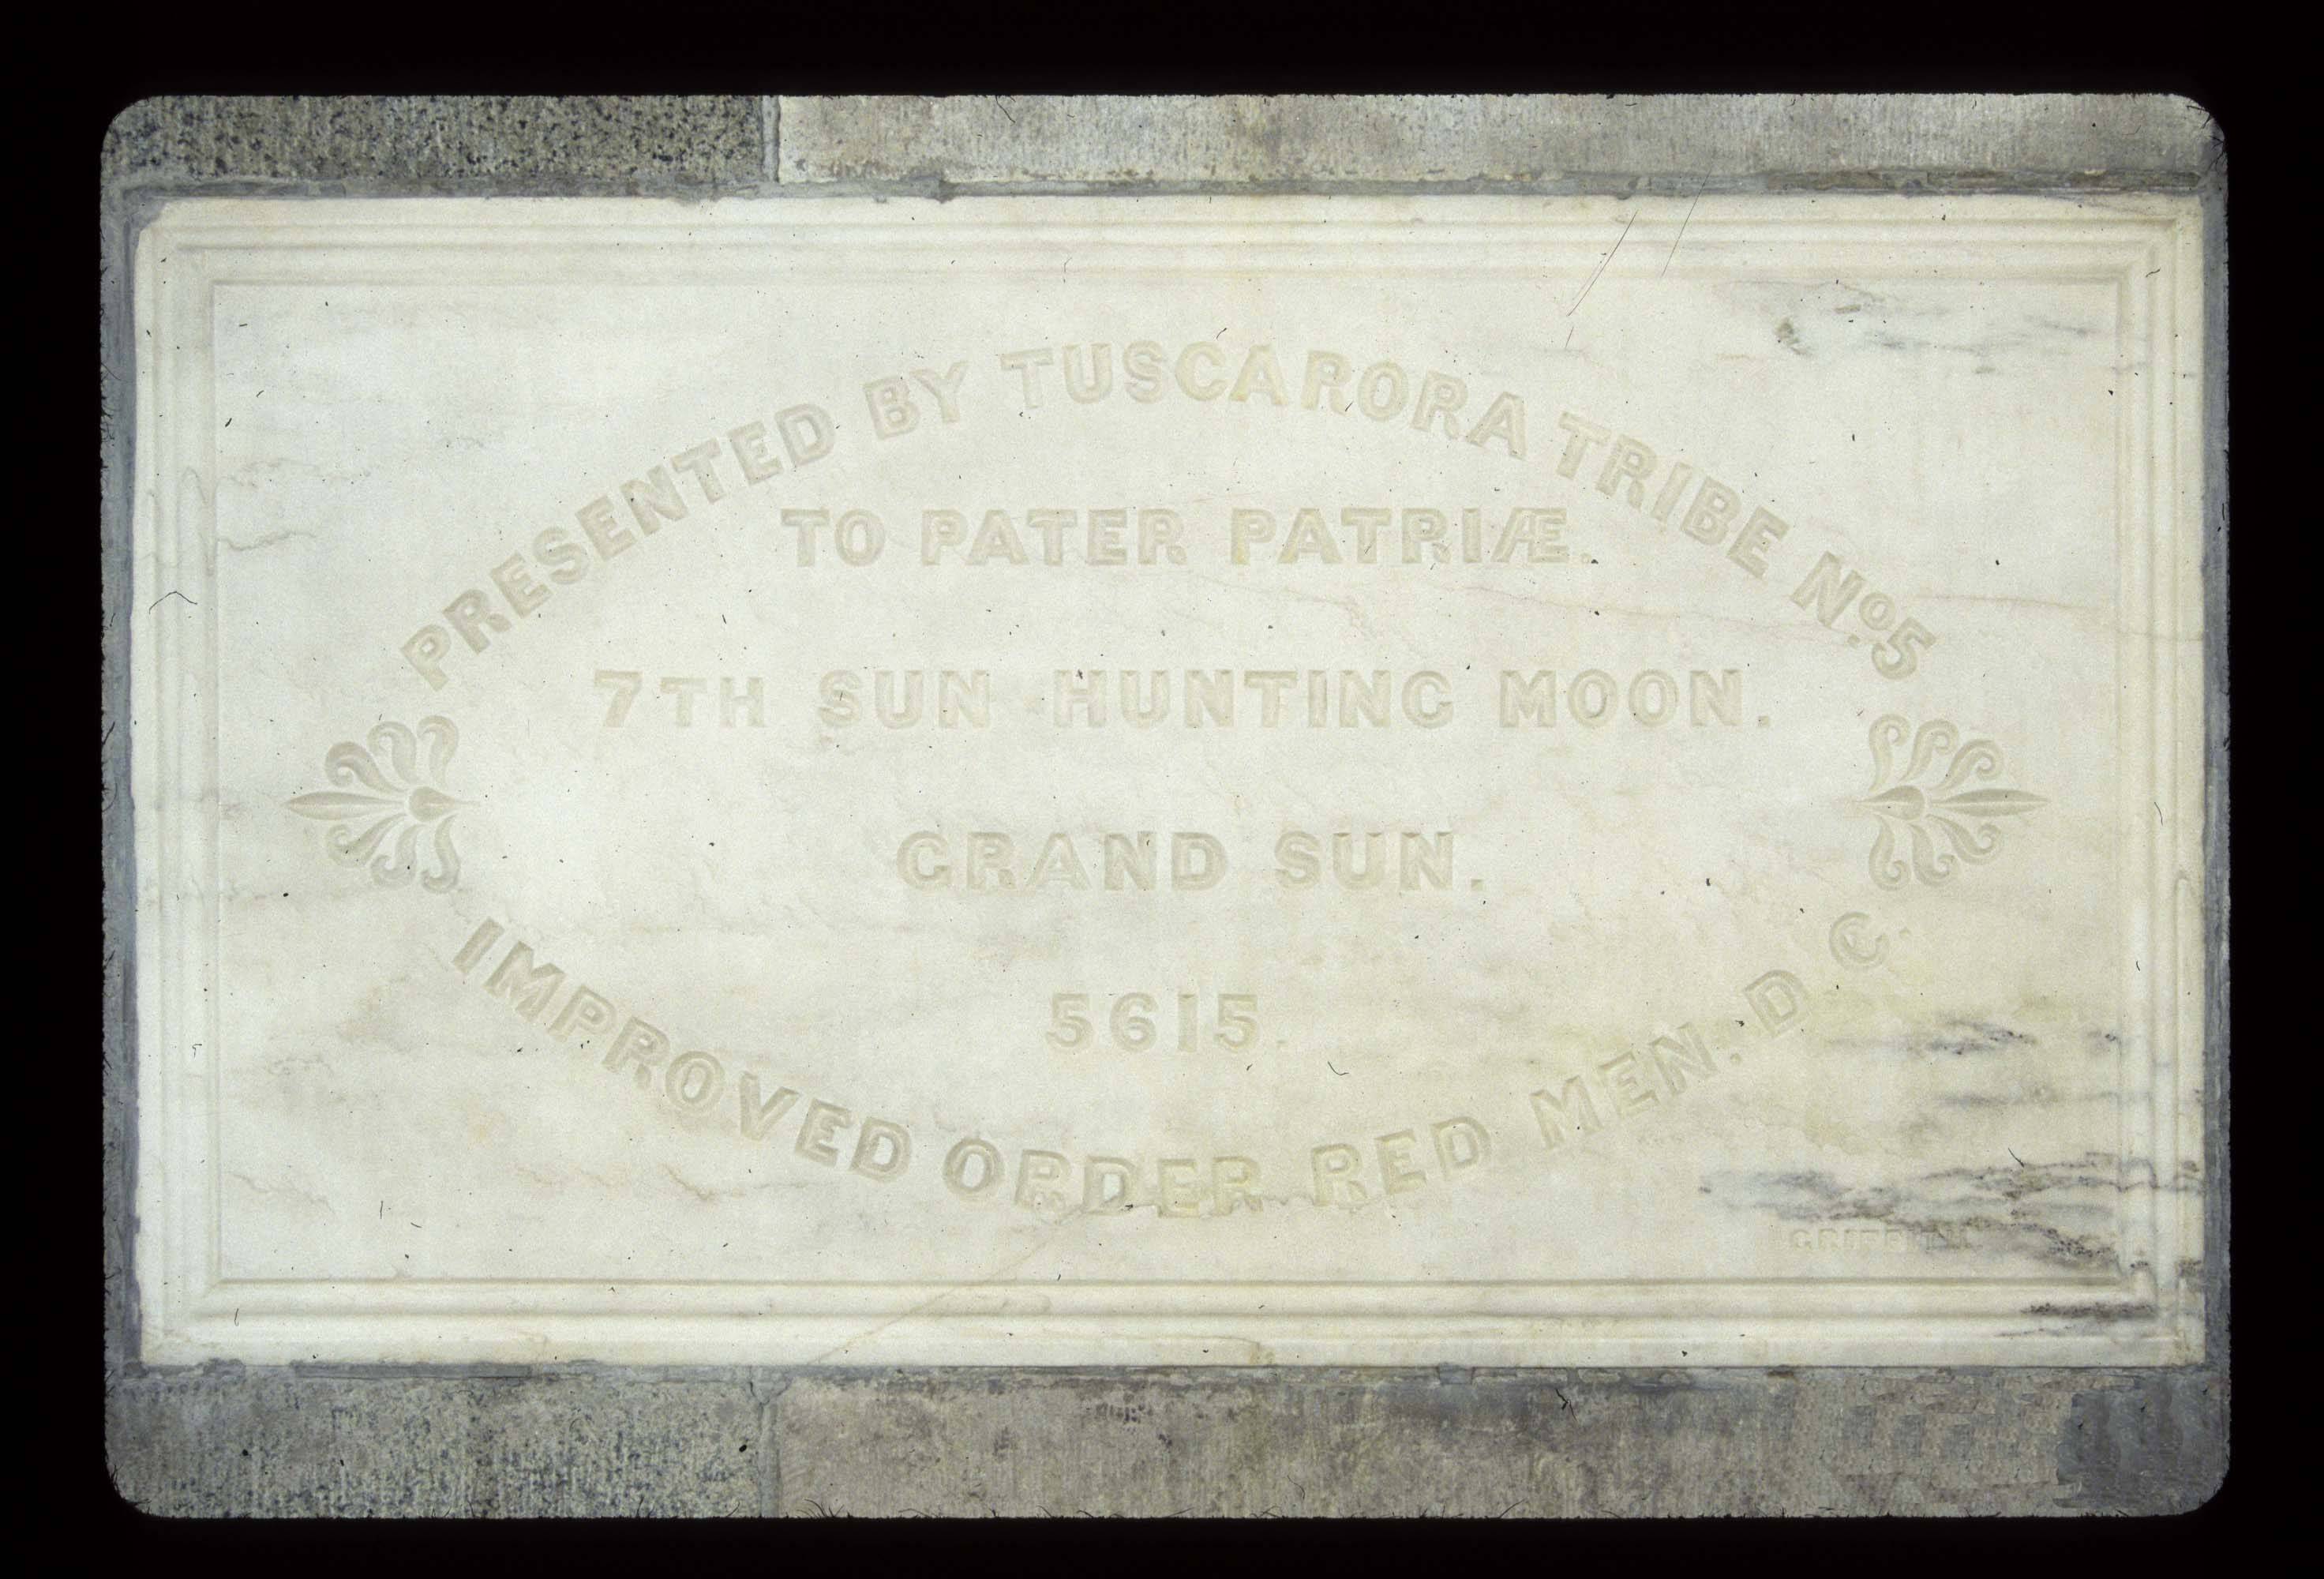 PRESENTED BY TUSCARORA TRIBE No. 5
TO PATER PATRIÆ.
7TH SUN HUNTING MOON.
GRAND SUN.
5615
IMPROVED ORDER RED MEN. D C.